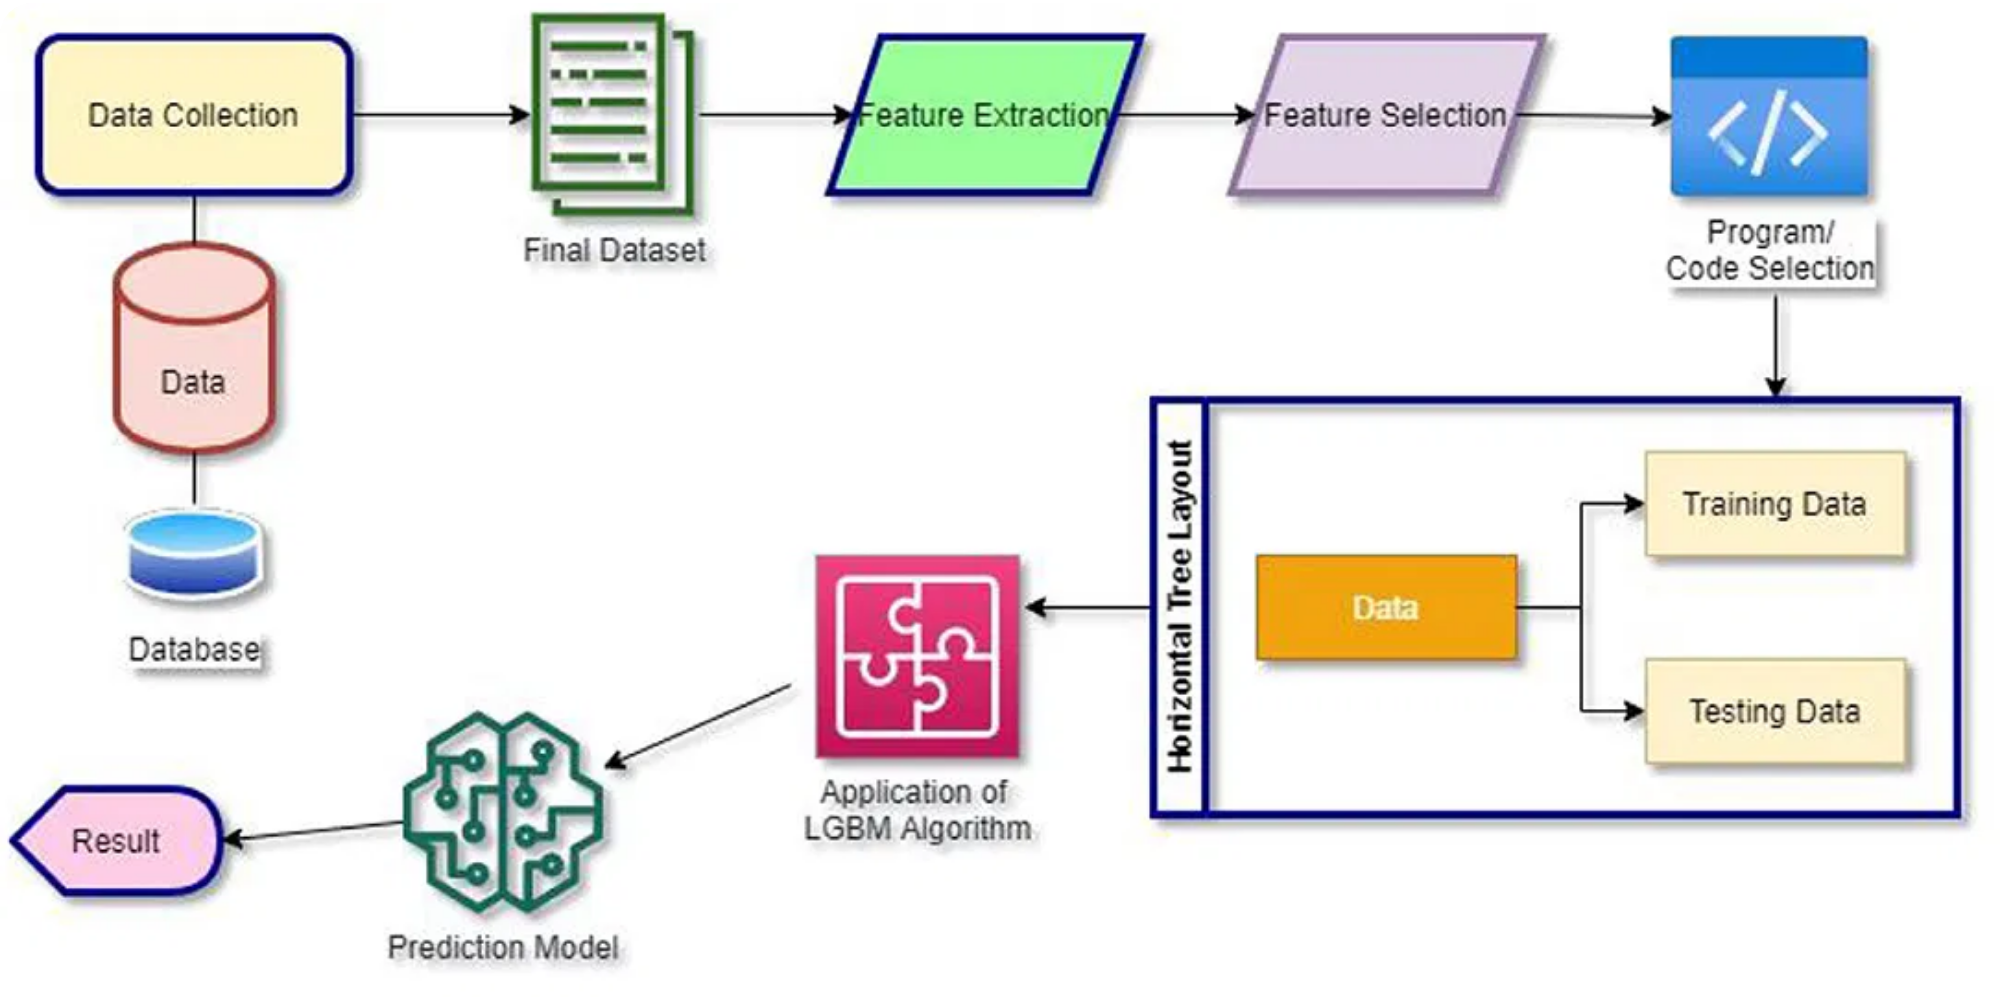 Data Collection
Final Dataset
Feature Extraction
Feature Selection
Program/
Code Selection
Data
Database
Horizontal Tree Layout
Data
Training Data
Testing Data
Application of
LGBM Algorithm
Prediction Model
Result